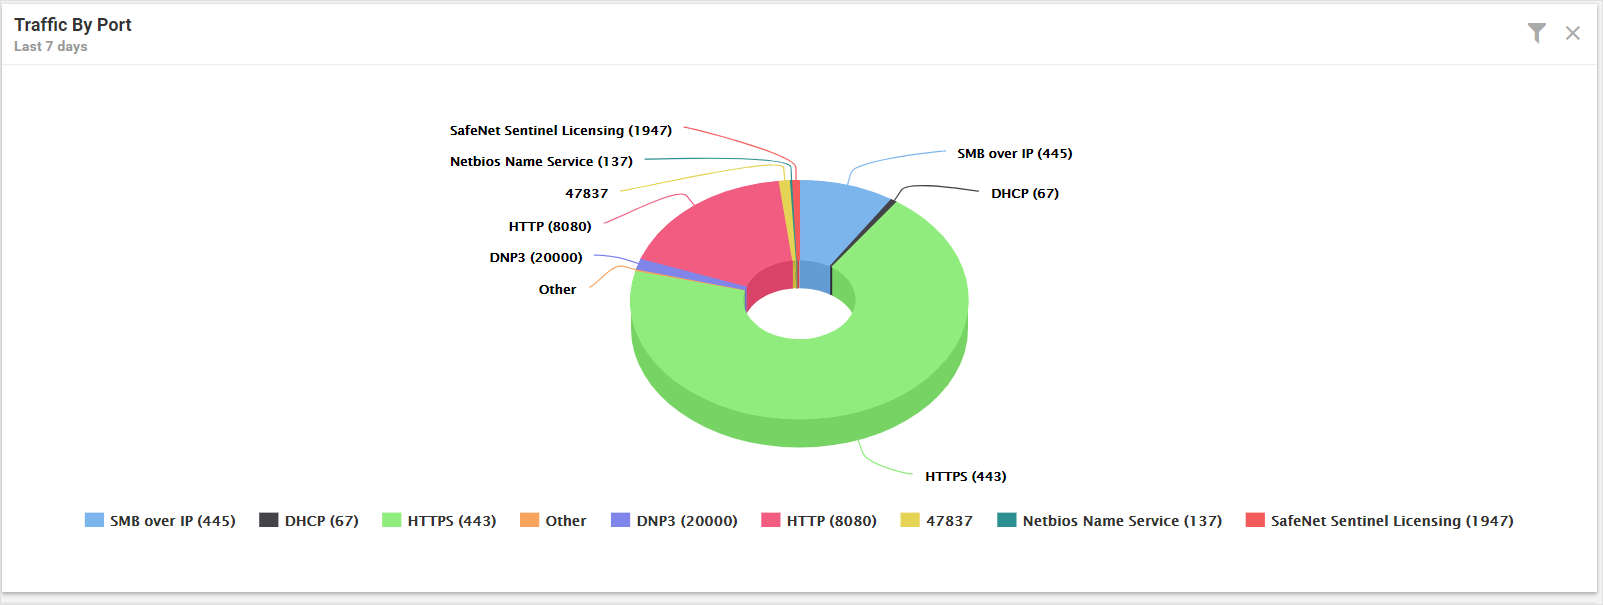 Traffic By Port
Last 7 days
SafeNet Sentinel Licensing (1947)
SMB over IP (445)
Netbios Name Service (137)
47837
DHCP (67)
HTTP (8080)
DNP3 (20000)
Other
HTTPS (443)
SMB over IP (445) DHCP (67) HTTPS (443) Other DNP3 (20000) HTTP (8080) 47837 Netbios Name Service (137) SafeNet Sentinel Licensing (1947)